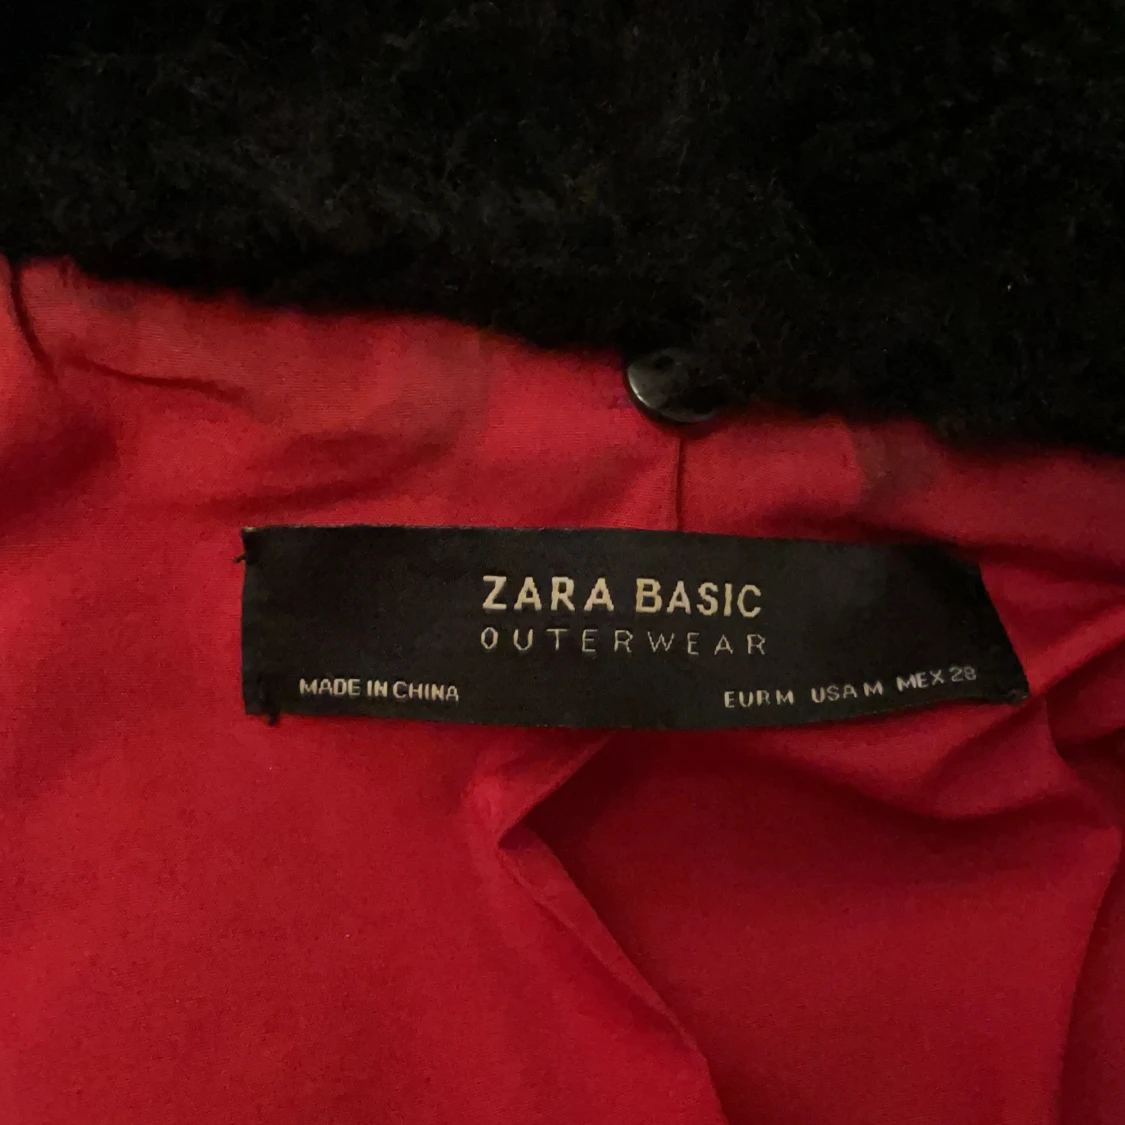 ZARA BASIC
OUTERWEAR
MADE IN CHINA
EUR M USA M MEX 28